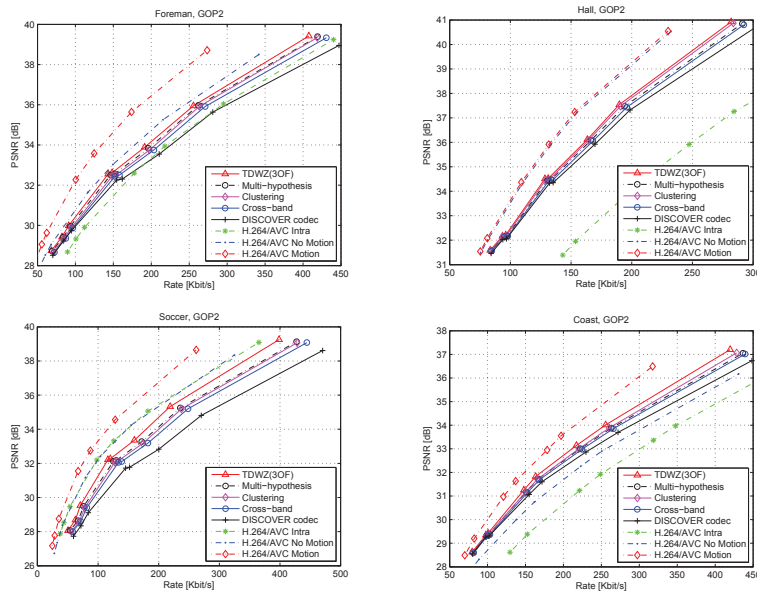 Foreman, GOP2
PSNR [dB]
40
38
36
34
32
30
28
50
100
150
200
250
300
350
400
450
Rate [Kbit/s]
TDWZ(3OF)
Multi-hypothesis
Clustering
Cross-band
DISCOVER codec
H.264/AVC Intra
H.264/AVC No Motion
H.264/AVC Motion
Hall, GOP2
PSNR [dB]
41
40
39
38
37
36
35
34
33
32
31
100
150
200
250
300
Rate [Kbit/s]
TDWZ(3OF)
Multi-hypothesis
Clustering
Cross-band
DISCOVER codec
H.264/AVC Intra
H.264/AVC No Motion
H.264/AVC Motion
Soccer, GOP2
PSNR [dB]
40
38
36
34
32
30
28
26
0
100
200
300
400
500
Rate [Kbit/s]
TDWZ(3OF)
Multi-hypothesis
Clustering
Cross-band
DISCOVER codec
H.264/AVC Intra
H.264/AVC No Motion
H.264/AVC Motion
Coast, GOP2
PSNR [dB]
38
37
36
35
34
33
32
31
30
29
28
50
100
150
200
250
300
350
400
450
Rate [Kbit/s]
TDWZ(3OF)
Multi-hypothesis
Clustering
Cross-band
DISCOVER codec
H.264/AVC Intra
H.264/AVC No Motion
H.264/AVC Motion